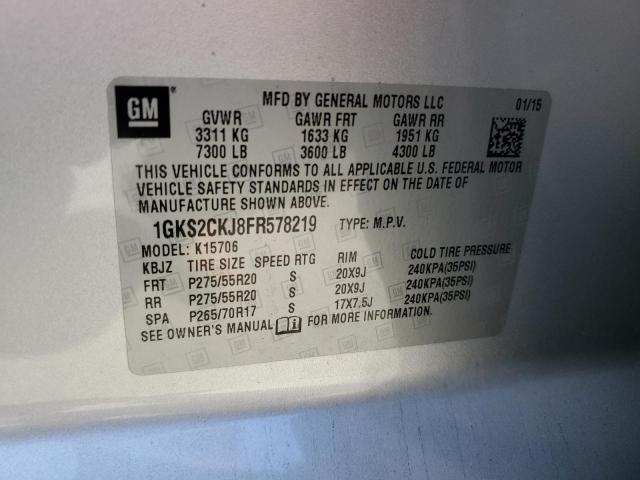 GM
MFD BY GENERAL MOTORS LLC 01/15
GVWR GAWR FRT GAWR RR
3311 KG 1633 KG 1951 KG
7300 LB 3600 LB 4300 LB
THIS VEHICLE CONFORMS TO ALL APPLICABLE U.S. FEDERAL MOTOR
VEHICLE SAFETY STANDARDS IN EFFECT ON THE DATE OF
MANUFACTURE SHOWN ABOVE.
1GKS2CKJ8FR578219 TYPE: M.P.V.
MODEL: K15706
KBJZ TIRE SIZE SPEED RTG RIM COLD TIRE PRESSURE
FRT P275/55R20 S 20X9J 240KPA(35PSI)
RR P275/55R20 S 20X9J 240KPA(35PSI)
SPA P265/70R17 S 17X7.5J 240KPA(35PSI)
SEE OWNER'S MANUAL i FOR MORE INFORMATION.